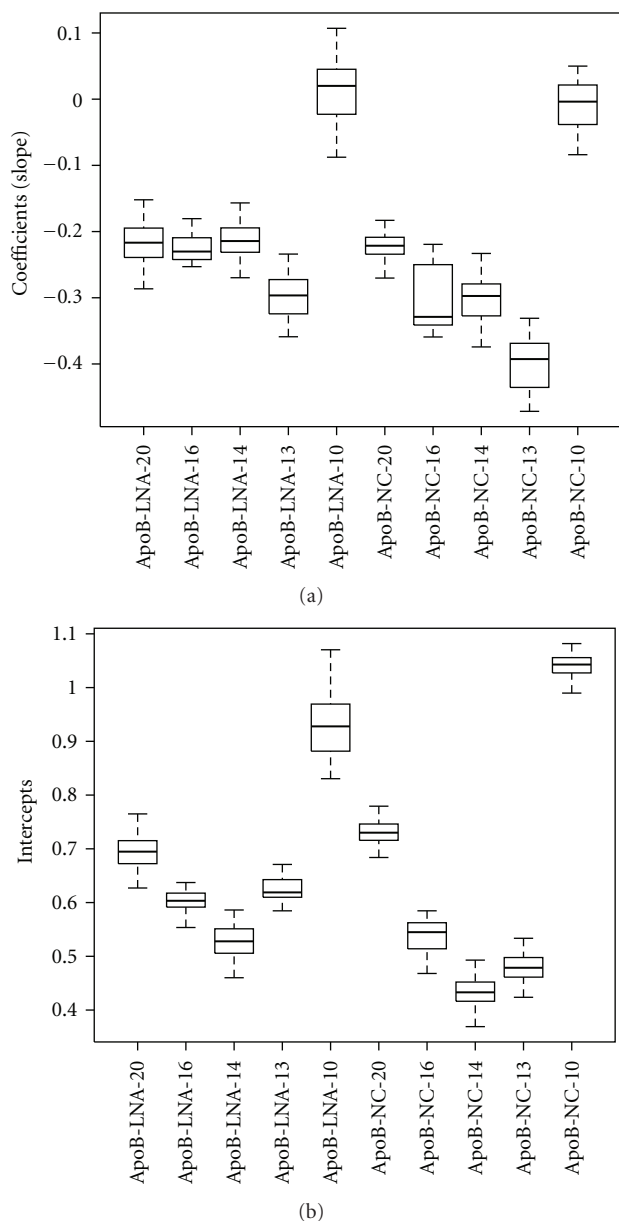 0.1
0
−0.1
−0.2
−0.3
−0.4
Coefficients (slope)
ApoB-LNA-20
ApoB-LNA-16
ApoB-LNA-14
ApoB-LNA-13
ApoB-LNA-10
ApoB-NC-20
ApoB-NC-16
ApoB-NC-14
ApoB-NC-13
ApoB-NC-10
(a)
1.1
1
0.9
0.8
0.7
0.6
0.5
0.4
Intercepts
ApoB-LNA-20
ApoB-LNA-16
ApoB-LNA-14
ApoB-LNA-13
ApoB-LNA-10
ApoB-NC-20
ApoB-NC-16
ApoB-NC-14
ApoB-NC-13
ApoB-NC-10
(b)